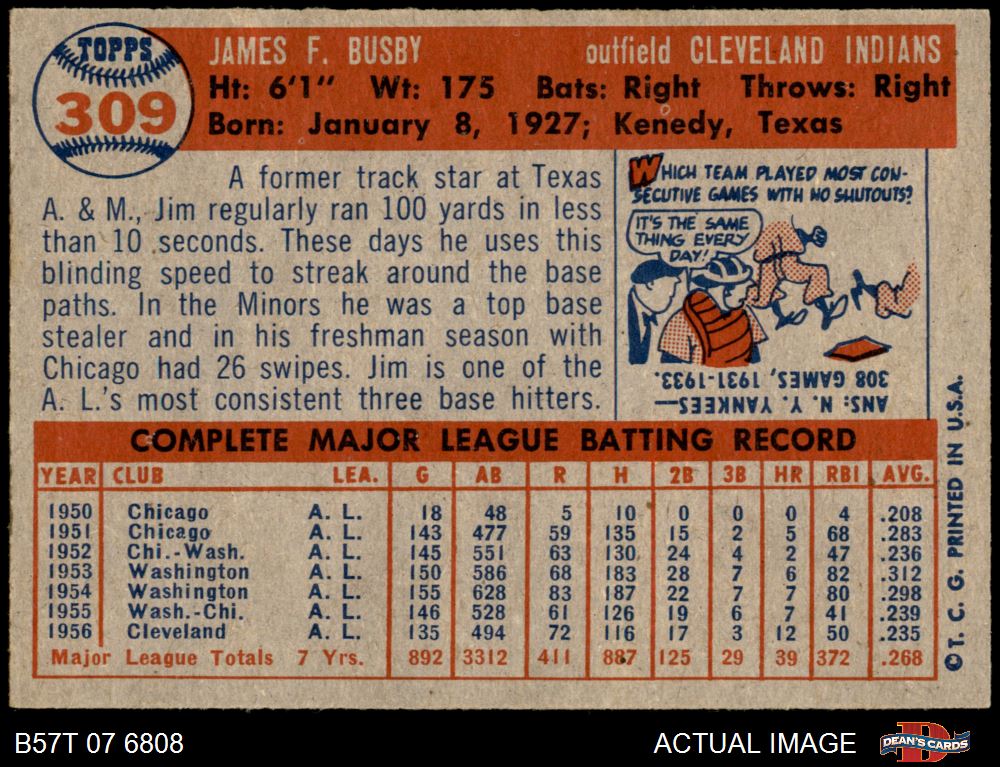 TOPPS
309
JAMES F. BUSBY outfield CLEVELAND INDIANS
Ht: 6'1" Wt: 175 Bats: Right Throws: Right
Born: January 8, 1927; Kenedy, Texas
A former track star at Texas
A. & M., Jim regularly ran 100 yards in less
than 10 seconds. These days he uses this
blinding speed to streak around the base
paths. In the Minors he was a top base
stealer and in his freshman season with
Chicago had 26 swipes. Jim is one of the
A. L.'s most consistent three base hitters.
WHICH TEAM PLAYED MOST CON-
SECUTIVE GAMES WITH NO SHUTOUTS?
IT'S THE SAME
THING EVERY
DAY!
ANS: N. Y. YANKEES—
308 GAMES, 1931-1933.
COMPLETE MAJOR LEAGUE BATTING RECORD
YEAR CLUB LEA. G AB R H 2B 3B HR RBI AVG.
1950 Chicago A. L. 18 48 5 10 0 0 0 4 .208
1951 Chicago A. L. 143 477 59 135 15 2 5 68 .283
1952 Chi.-Wash. A. L. 145 551 63 130 24 4 2 47 .236
1953 Washington A. L. 150 586 68 183 28 7 6 82 .312
1954 Washington A. L. 155 628 83 187 22 7 7 80 .298
1955 Wash.-Chi. A. L. 146 528 61 126 19 6 7 41 .239
1956 Cleveland A. L. 135 494 72 116 17 3 12 50 .235
Major League Totals 7 Yrs. 892 3312 411 887 125 29 39 372 .268
© T. C. G. PRINTED IN U.S.A.
B57T 07 6808 ACTUAL IMAGE
D
DEAN'S CARDS